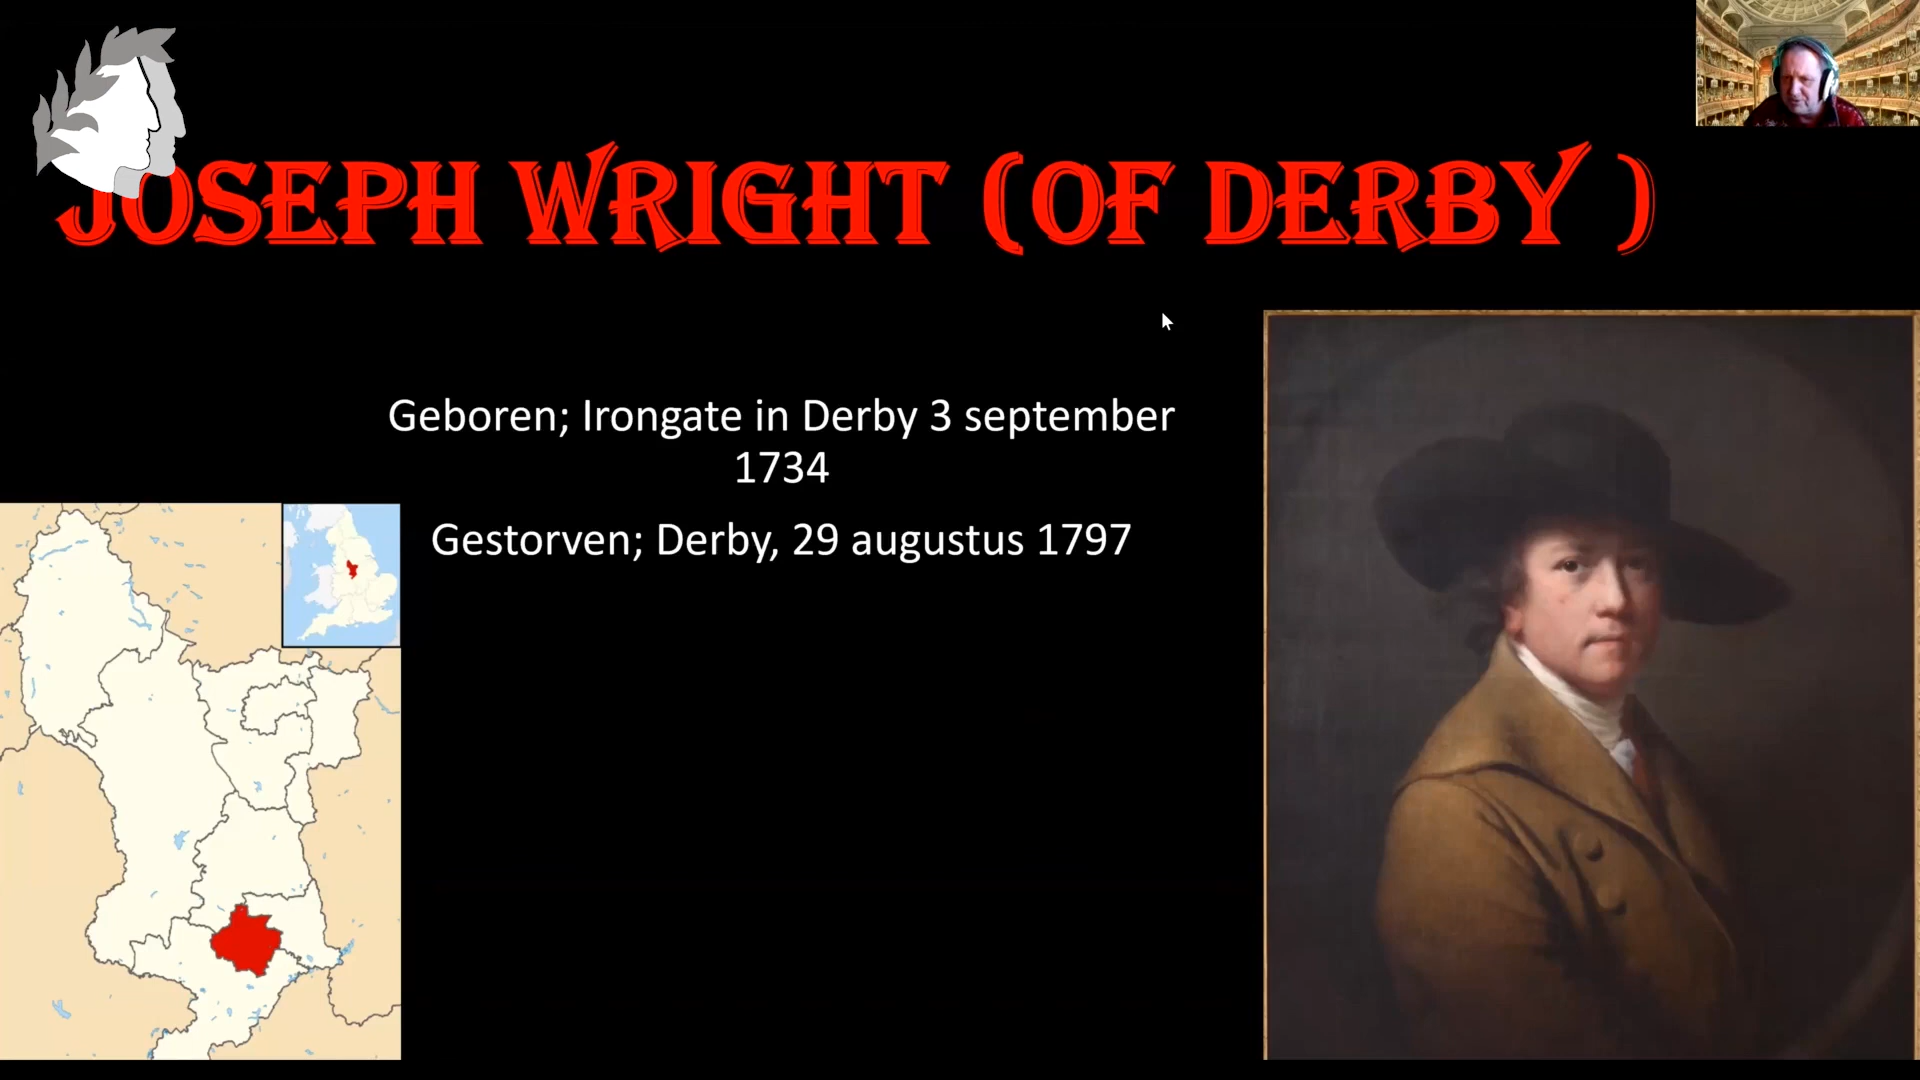 JOSEPH WRIGHT (OF DERBY )
Geboren; Irongate in Derby 3 september
1734
Gestorven; Derby, 29 augustus 1797